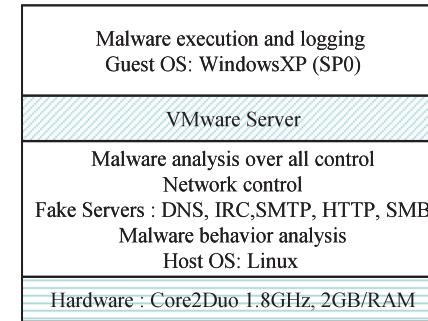 Malware execution and logging
Guest OS: WindowsXP (SP0)
VMware Server
Malware analysis over all control
Network control
Fake Servers : DNS, IRC,SMTP, HTTP, SMB
Malware behavior analysis
Host OS: Linux
Hardware : Core2Duo 1.8GHz, 2GB/RAM